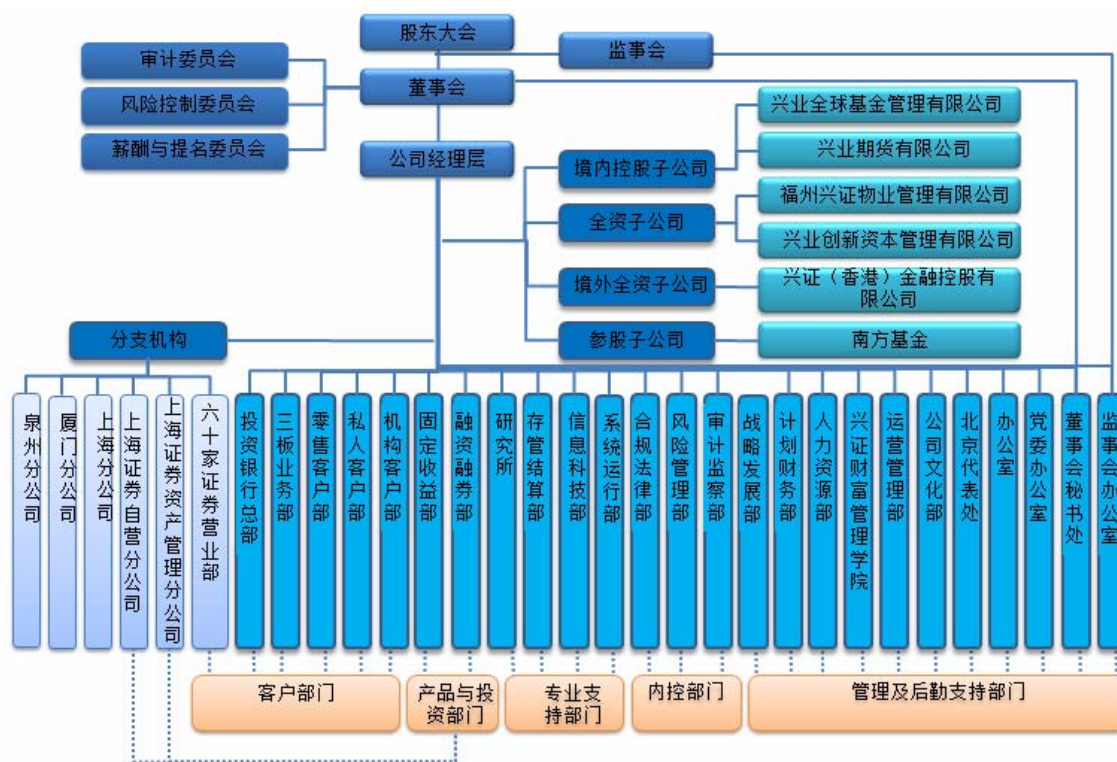 股东大会
监事会
审计委员会
董事会
风险控制委员会
薪酬与提名委员会
公司经理层
兴业全球基金管理有限公司
境内控股子公司
兴业期货有限公司
福州兴证物业管理有限公司
全资子公司
兴业创新资本管理有限公司
境外全资子公司
兴证（香港）金融控股有
限公司
分支机构
参股子公司
南方基金
泉州分公司
厦门分公司
上海分公司
上海证券自营分公司
上海证券资产管理分公司
六十家证券营业部
投资银行总部
三板业务部
零售客户部
私人客户部
机构客户部
固定收益部
融资融券部
研究所
存管结算部
信息科技部
系统运行部
合规法律部
风险管理部
审计监察部
战略发展部
计划财务部
人力资源部
兴证财富管理学院
运营管理部
公司文化部
北京代表处
办公室
党委办公室
董事会秘书处
监事会办公室
客户部门
产品与投
资部门
专业支
持部门
内控部门
管理及后勤支持部门